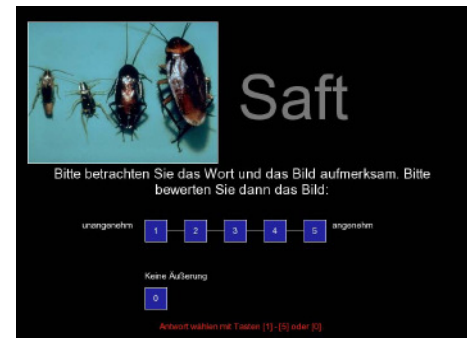 Saft
Bitte betrachten Sie das Wort und das Bild aufmerksam. Bitte
bewerten Sie dann das Bild:
unangenehm 1 2 3 4 5 angenehm
Keine Äußerung
0
Antwort wählen mit Tasten [1] - [5] oder [0].